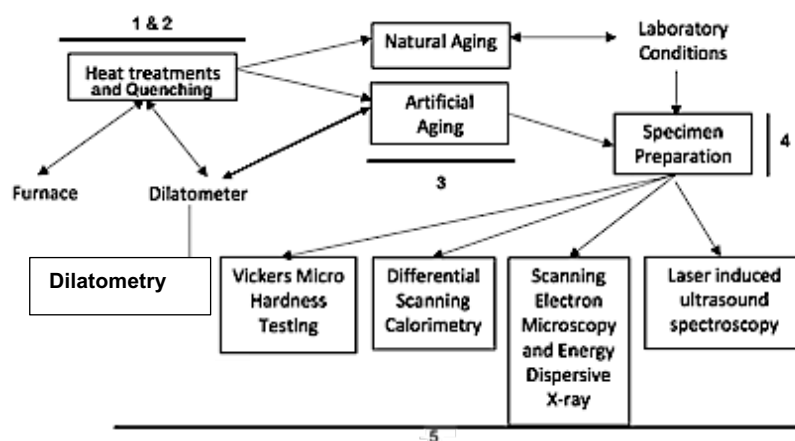 1 & 2
Heat treatments
and Quenching
Natural Aging
Laboratory
Conditions
Artificial
Aging
3
Specimen
Preparation
4
Furnace
Dilatometer
Dilatometry
Vickers Micro
Hardness
Testing
Differential
Scanning
Calorimetry
Scanning
Electron
Microscopy
and Energy
Dispersive
X-ray
Laser induced
ultrasound
spectroscopy
5